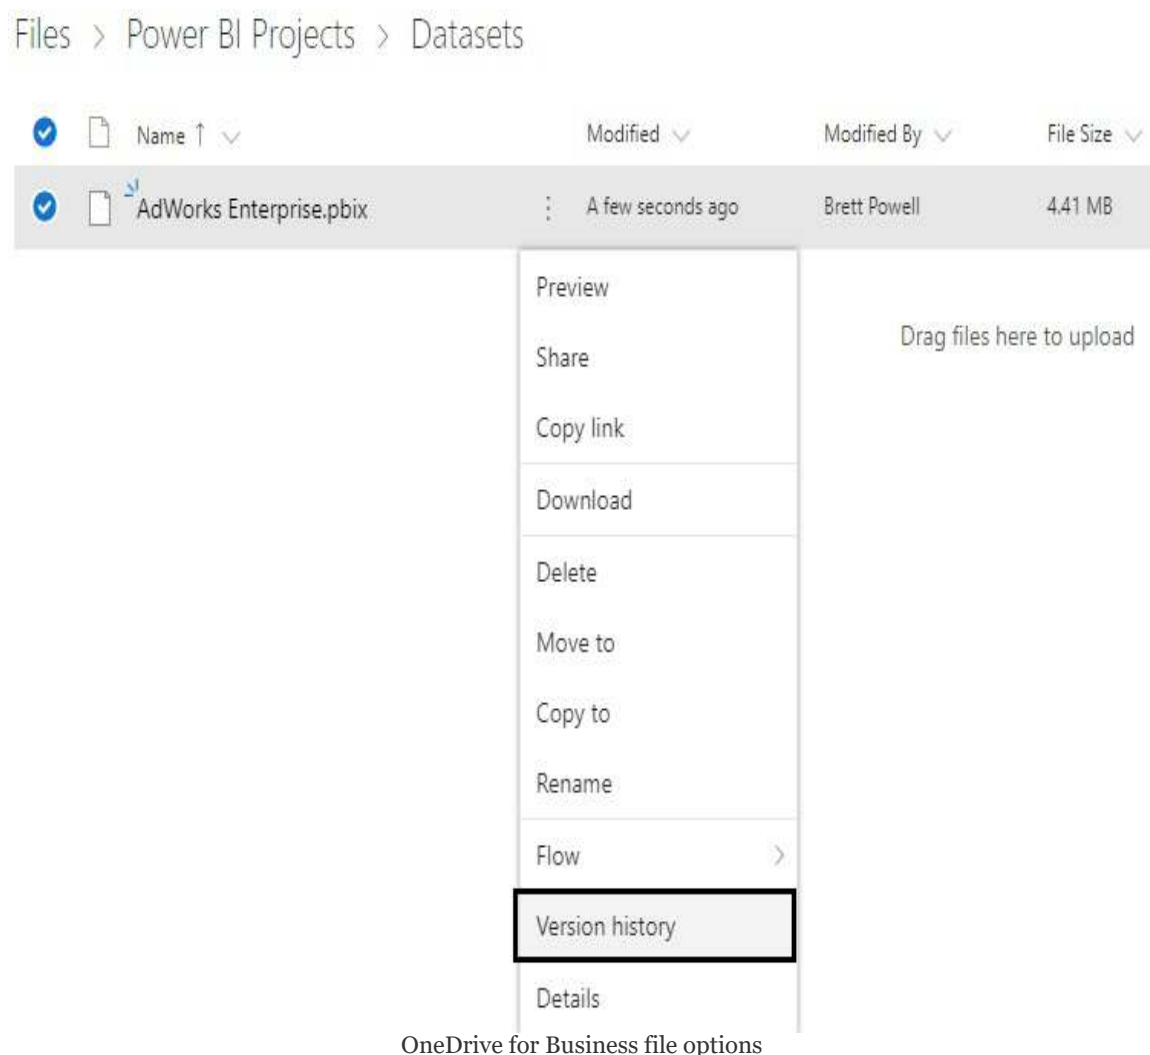 Files > Power BI Projects > Datasets
Name ↑ Modified Modified By File Size
AdWorks Enterprise.pbix A few seconds ago Brett Powell 4.41 MB
Preview
Drag files here to upload
Share
Copy link
Download
Delete
Move to
Copy to
Rename
Flow >
Version history
Details
OneDrive for Business file options